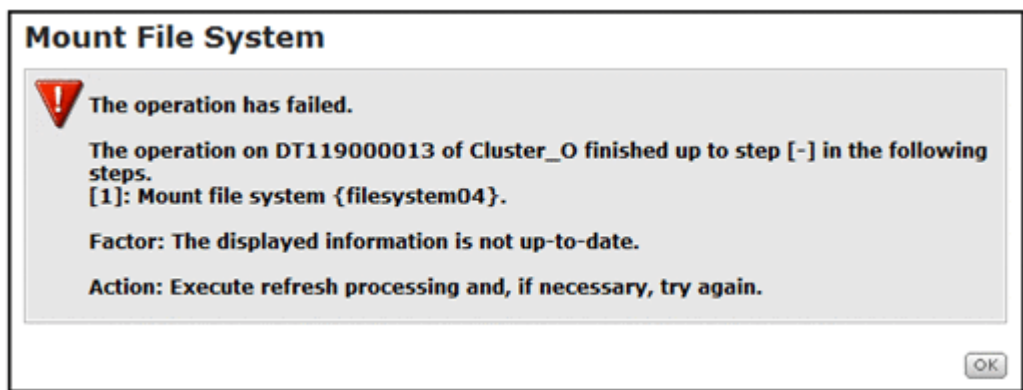 Mount File System
The operation has failed.
The operation on DT119000013 of Cluster_O finished up to step [-] in the following
steps.
[1]: Mount file system {filesystem04}.
Factor: The displayed information is not up-to-date.
Action: Execute refresh processing and, if necessary, try again.
OK